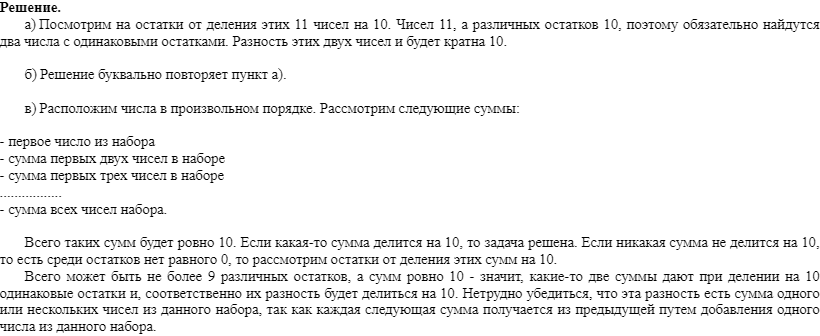 Решение.
а) Посмотрим на остатки от деления этих 11 чисел на 10. Чисел 11, а различных остатков 10, поэтому обязательно найдутся
два числа с одинаковыми остатками. Разность этих двух чисел и будет кратна 10.
б) Решение буквально повторяет пункт а).
в) Расположим числа в произвольном порядке. Рассмотрим следующие суммы:
- первое число из набора
- сумма первых двух чисел в наборе
- сумма первых трех чисел в наборе
.................
- сумма всех чисел набора.
Всего таких сумм будет ровно 10. Если какая-то сумма делится на 10, то задача решена. Если никакая сумма не делится на 10,
то есть среди остатков нет равного 0, то рассмотрим остатки от деления этих сумм на 10.
Всего может быть не более 9 различных остатков, а сумм ровно 10 - значит, какие-то две суммы дают при делении на 10
одинаковые остатки и, соответственно их разность будет делиться на 10. Нетрудно убедиться, что эта разность есть сумма одного
или нескольких чисел из данного набора, так как каждая следующая сумма получается из предыдущей путем добавления одного
числа из данного набора.